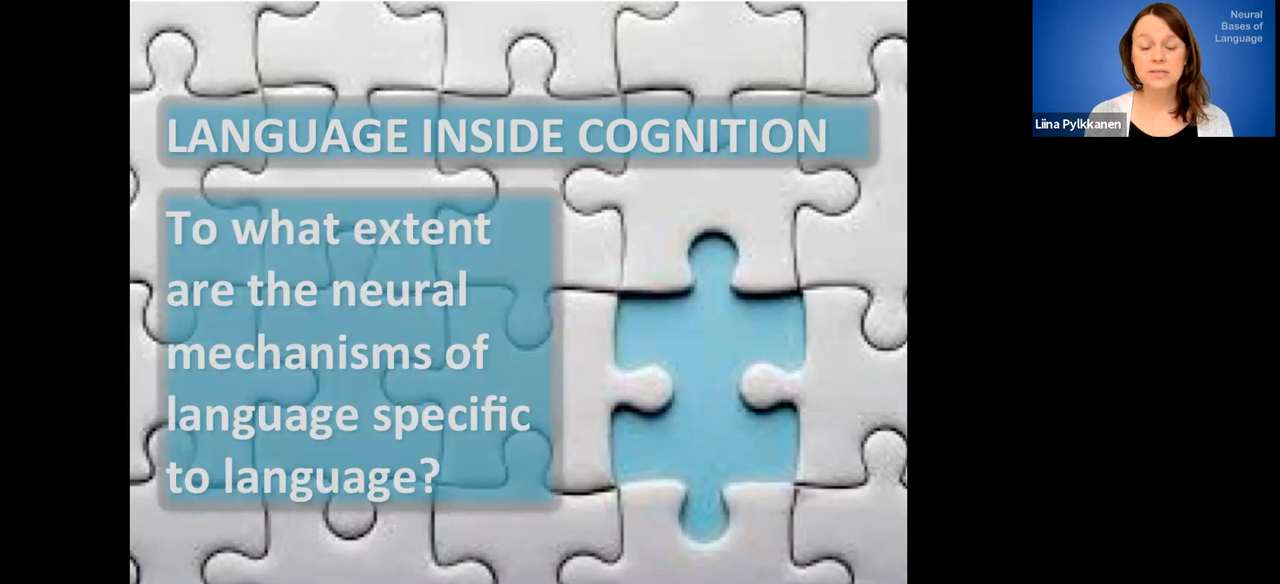 LANGUAGE INSIDE COGNITION
To what extent
are the neural
mechanisms of
language specific
to language?
Neural
Bases of
Language
Liina Pylkkanen